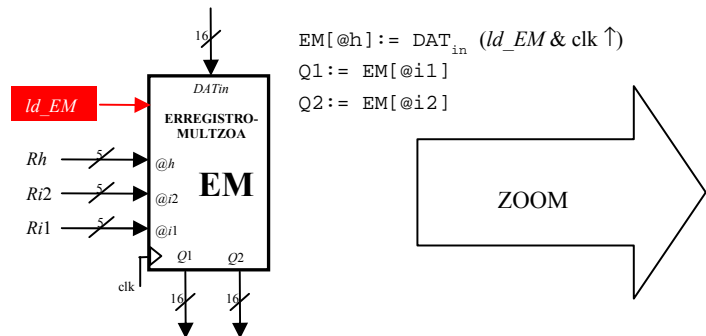 16
EM[@h]:= DATin (ld_EM & clk ↑)
Q1:= EM[@i1]
Q2:= EM[@i2]
DATin
ld_EM
ERREGISTRO-
MULTZOA
Rh
5
@h
EM
Ri2
5
@i2
Ri1
5
@i1
Q1
Q2
clk
16
16
ZOOM